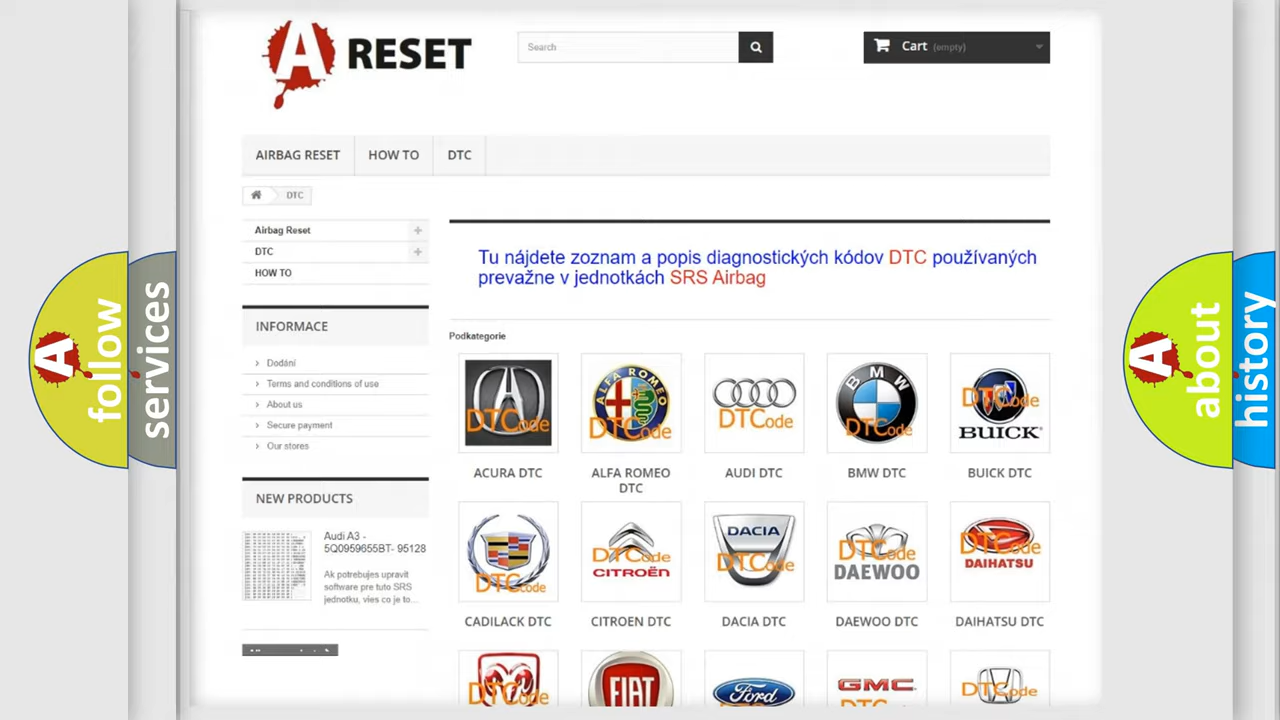 A RESET
Search
Cart (empty)
AIRBAG RESET
HOW TO
DTC
DTC
Airbag Reset
DTC
HOW TO
Tu nájdete zoznam a popis diagnostických kódov DTC používaných
prevažne v jednotkách SRS Airbag
INFORMACE
Dodání
Terms and conditions of use
About us
Secure payment
Our stores
NEW PRODUCTS
Audi A3 -
5Q0959655BT- 95128
Ak potrebujes upravit
software pre tuto SRS
jednotku, vies co je to...
Podkategorie
DTCode
ALFA ROMEO
DTCode
DTCode
BMW
DTCode
DTCode
BUICK
ACURA DTC
ALFA ROMEO
DTC
AUDI DTC
BMW DTC
BUICK DTC
DTCode
DTCode
CITROËN
DACIA
DTCode
DTCode
DAEWOO
DTCode
DAIHATSU
CADILACK DTC
CITROEN DTC
DACIA DTC
DAEWOO DTC
DAIHATSU DTC
DTCode
FIAT
Ford
GMC
DTCode
A follow
services
A about
history